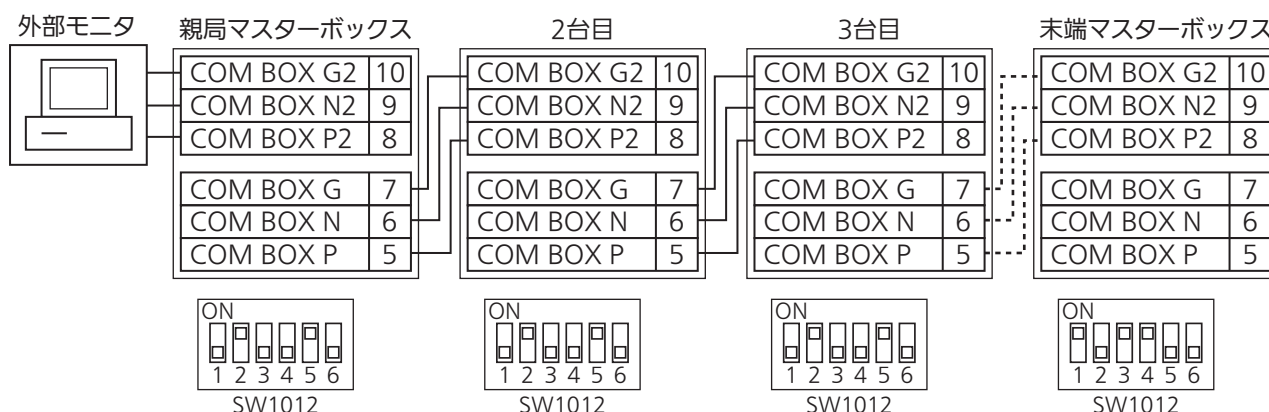 外部モニタ 親局マスターボックス 2台目 3台目 末端マスターボックス
COM BOX G2 10 COM BOX G2 10 COM BOX G2 10 COM BOX G2 10
COM BOX N2 9 COM BOX N2 9 COM BOX N2 9 COM BOX N2 9
COM BOX P2 8 COM BOX P2 8 COM BOX P2 8 COM BOX P2 8
COM BOX G 7 COM BOX G 7 COM BOX G 7 COM BOX G 7
COM BOX N 6 COM BOX N 6 COM BOX N 6 COM BOX N 6
COM BOX P 5 COM BOX P 5 COM BOX P 5 COM BOX P 5
ON ON ON ON
1 2 3 4 5 6 1 2 3 4 5 6 1 2 3 4 5 6 1 2 3 4 5 6
SW1012 SW1012 SW1012 SW1012